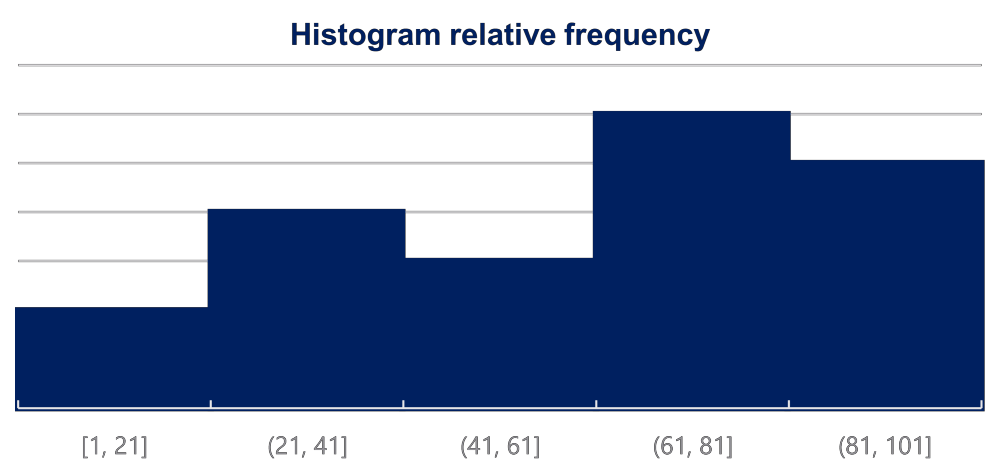 Histogram relative frequency
[1, 21] (21, 41] (41, 61] (61, 81] (81, 101]